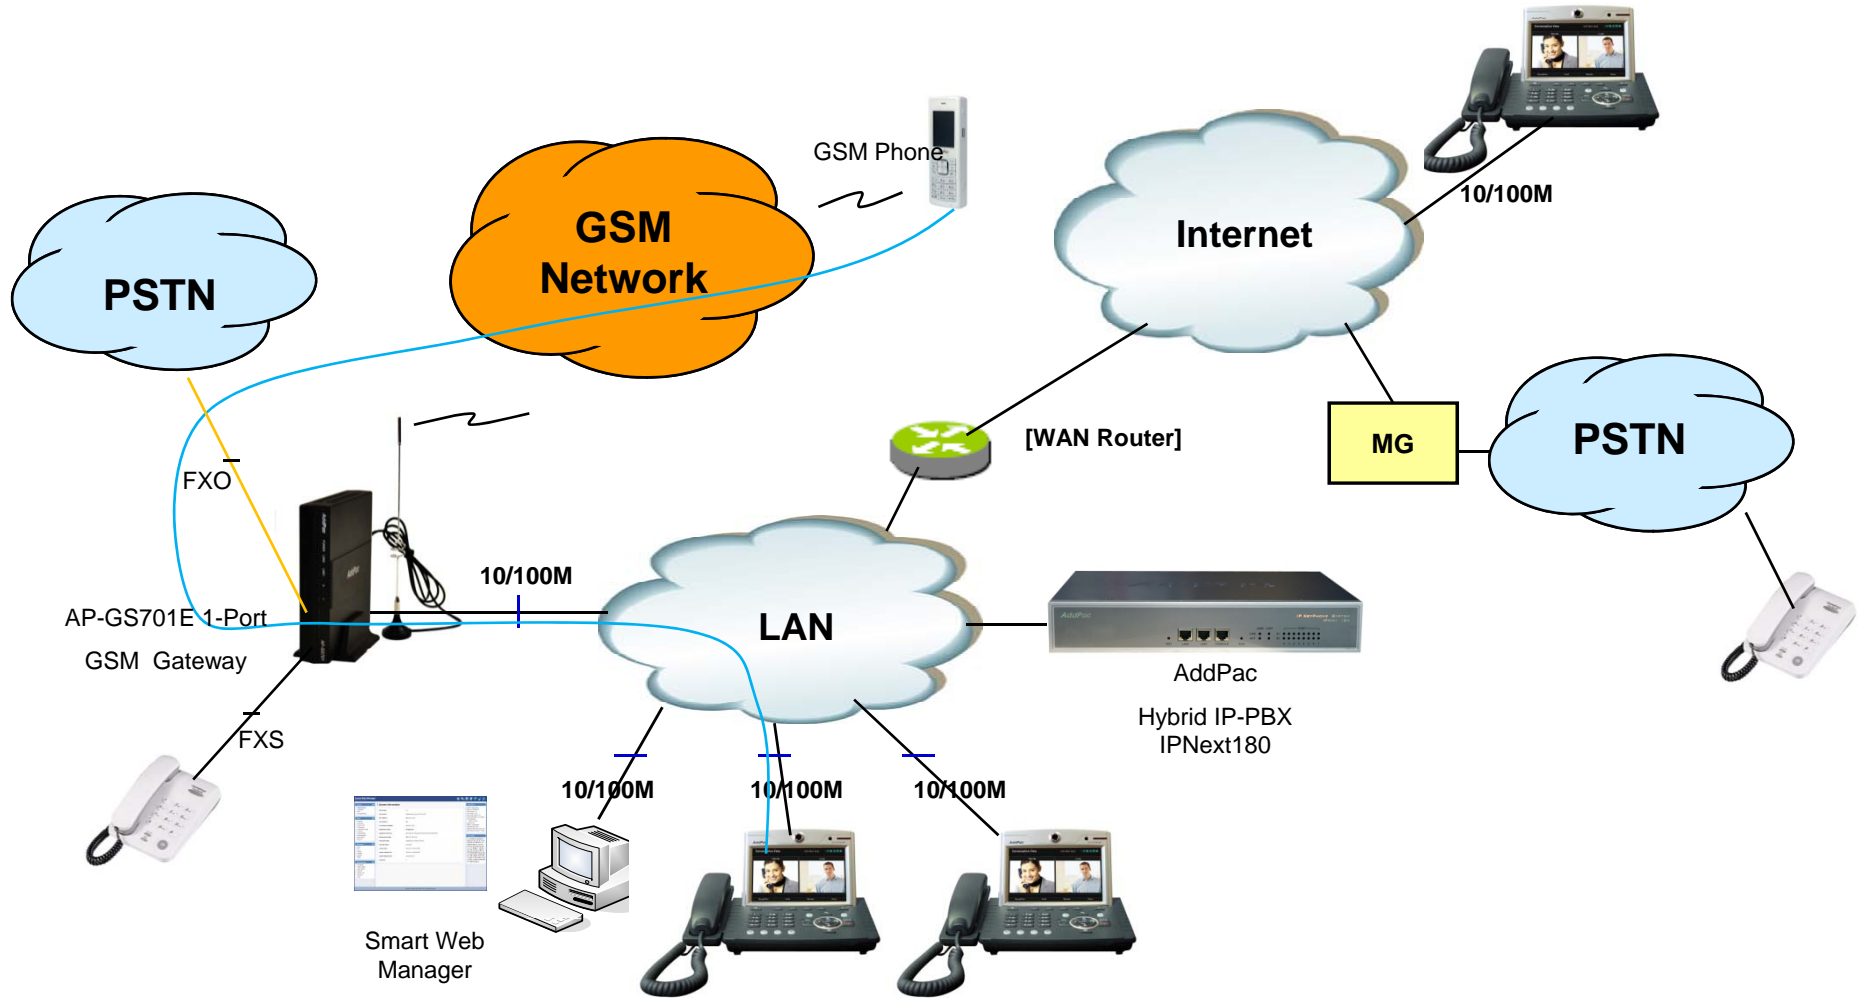 GSM Phone
10/100M
GSM
Network
Internet
PSTN
[WAN Router]
MG
PSTN
FXO
10/100M
AP-GS701E 1-Port
GSM Gateway
LAN
AddPac
AddPac
Hybrid IP-PBX
IPNext180
FXS
10/100M
10/100M
10/100M
Smart Web
Manager